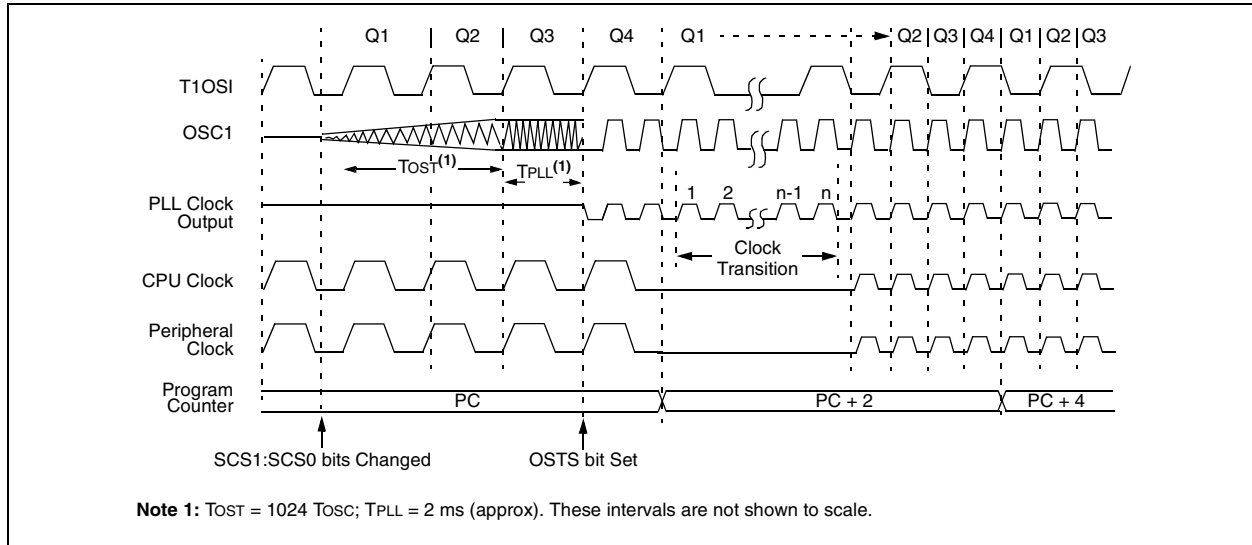 Q1 Q2 Q3 Q4 Q1 Q2 Q3 Q4 Q1 Q2 Q3
T1OSI
OSC1
TOST(1)
TPLL(1)
1 2 n-1 n
PLL Clock
Output
Clock
Transition
CPU Clock
Peripheral
Clock
Program
Counter
PC PC + 2 PC + 4
SCS1:SCS0 bits Changed OSTS bit Set
Note 1: TOST = 1024 TOSC; TPLL = 2 ms (approx). These intervals are not shown to scale.